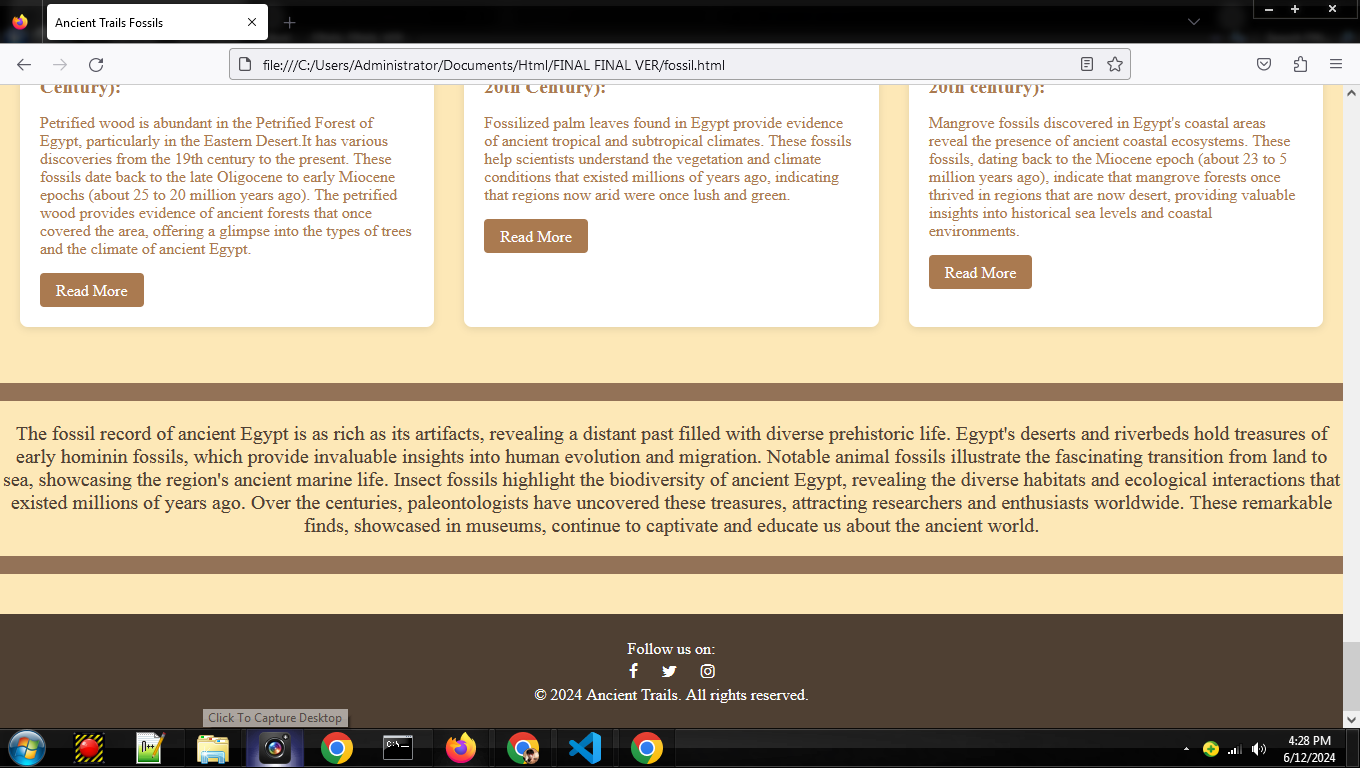 Ancient Trails Fossils
file:///C:/Users/Administrator/Documents/Html/FINAL FINAL VER/fossil.html
Century):
Petrified wood is abundant in the Petrified Forest of
Egypt, particularly in the Eastern Desert.It has various
discoveries from the 19th century to the present. These
fossils date back to the late Oligocene to early Miocene
epochs (about 25 to 20 million years ago). The petrified
wood provides evidence of ancient forests that once
covered the area, offering a glimpse into the types of trees
and the climate of ancient Egypt.
Read More
20th Century):
Fossilized palm leaves found in Egypt provide evidence
of ancient tropical and subtropical climates. These fossils
help scientists understand the vegetation and climate
conditions that existed millions of years ago, indicating
that regions now arid were once lush and green.
Read More
20th century):
Mangrove fossils discovered in Egypt's coastal areas
reveal the presence of ancient coastal ecosystems. These
fossils, dating back to the Miocene epoch (about 23 to 5
million years ago), indicate that mangrove forests once
thrived in regions that are now desert, providing valuable
insights into historical sea levels and coastal
environments.
Read More
The fossil record of ancient Egypt is as rich as its artifacts, revealing a distant past filled with diverse prehistoric life. Egypt's deserts and riverbeds hold treasures of
early hominin fossils, which provide invaluable insights into human evolution and migration. Notable animal fossils illustrate the fascinating transition from land to
sea, showcasing the region's ancient marine life. Insect fossils highlight the biodiversity of ancient Egypt, revealing the diverse habitats and ecological interactions that
existed millions of years ago. Over the centuries, paleontologists have uncovered these treasures, attracting researchers and enthusiasts worldwide. These remarkable
finds, showcased in museums, continue to captivate and educate us about the ancient world.
Follow us on:
© 2024 Ancient Trails. All rights reserved.
Click To Capture Desktop
4:28 PM
6/12/2024